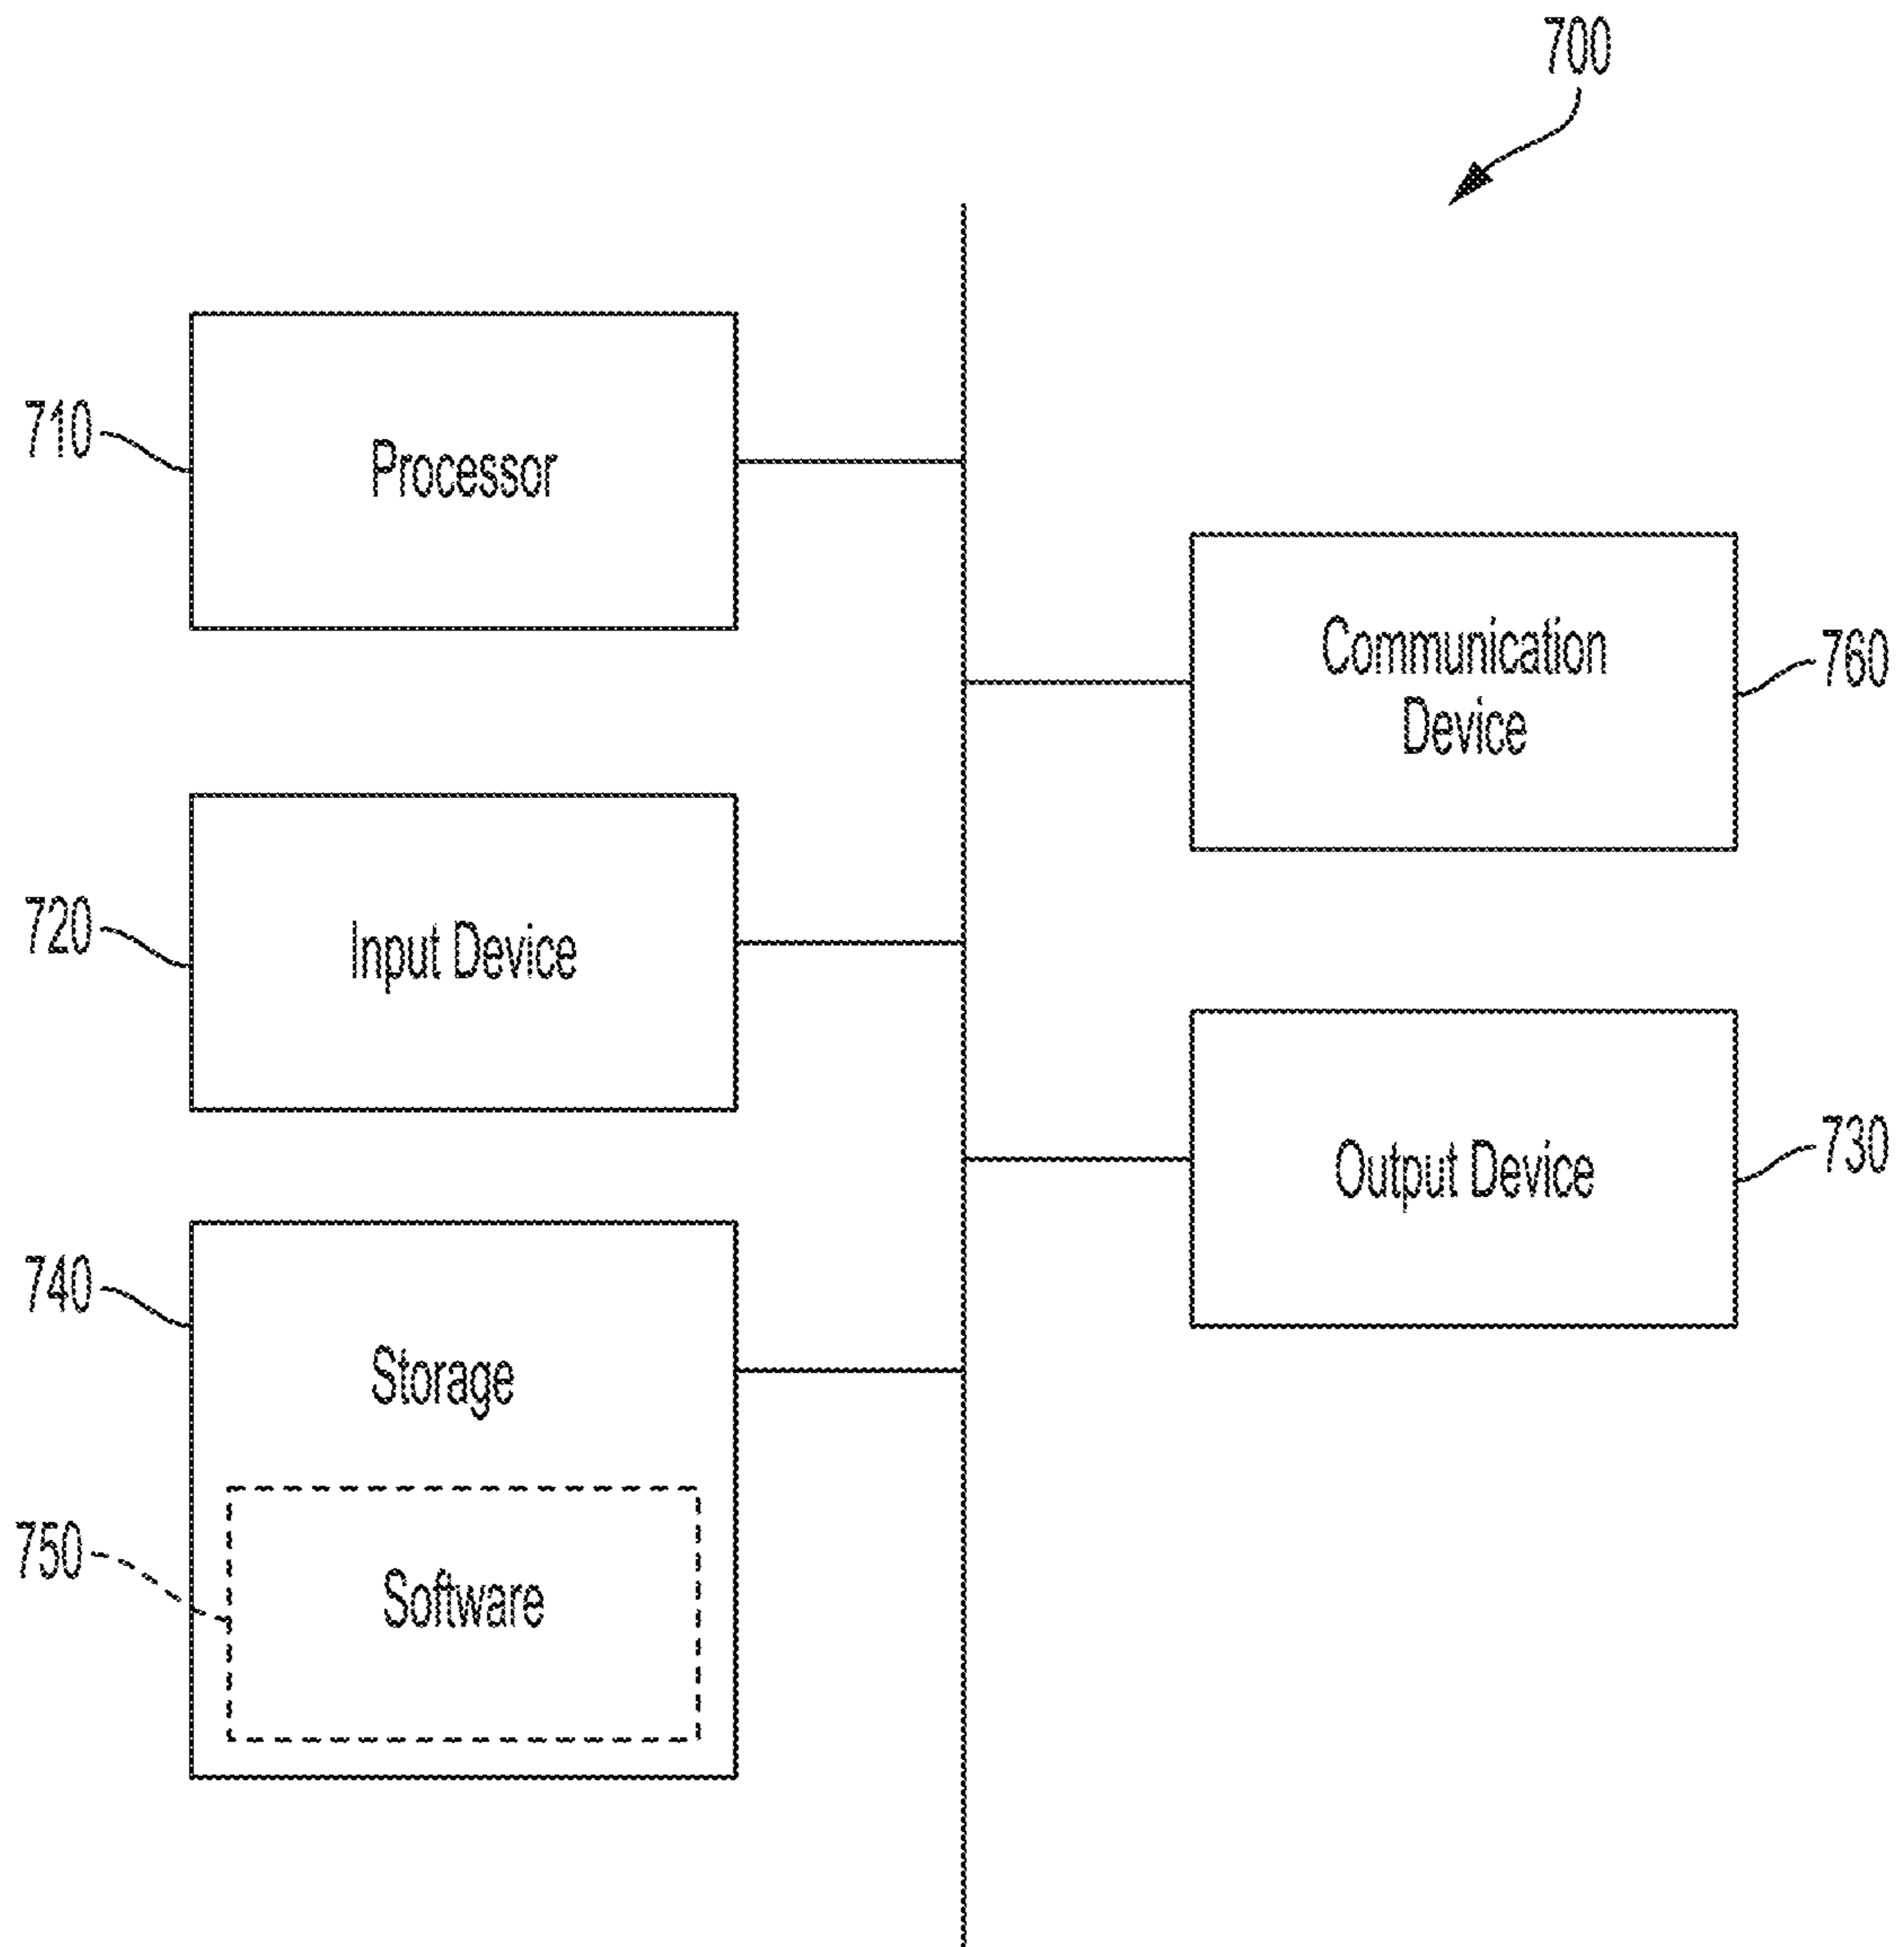 700
710
Processor
Communication
Device
760
720
Input Device
Output Device
730
740
Storage
750
Software